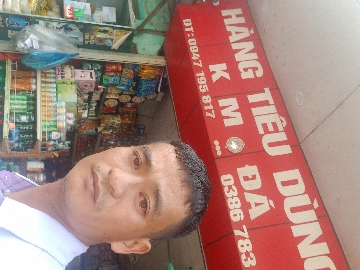 HÀNG TIÊU DÙNG
K M ĐÁ
ĐT: 0947 195 817 ... 0386 783